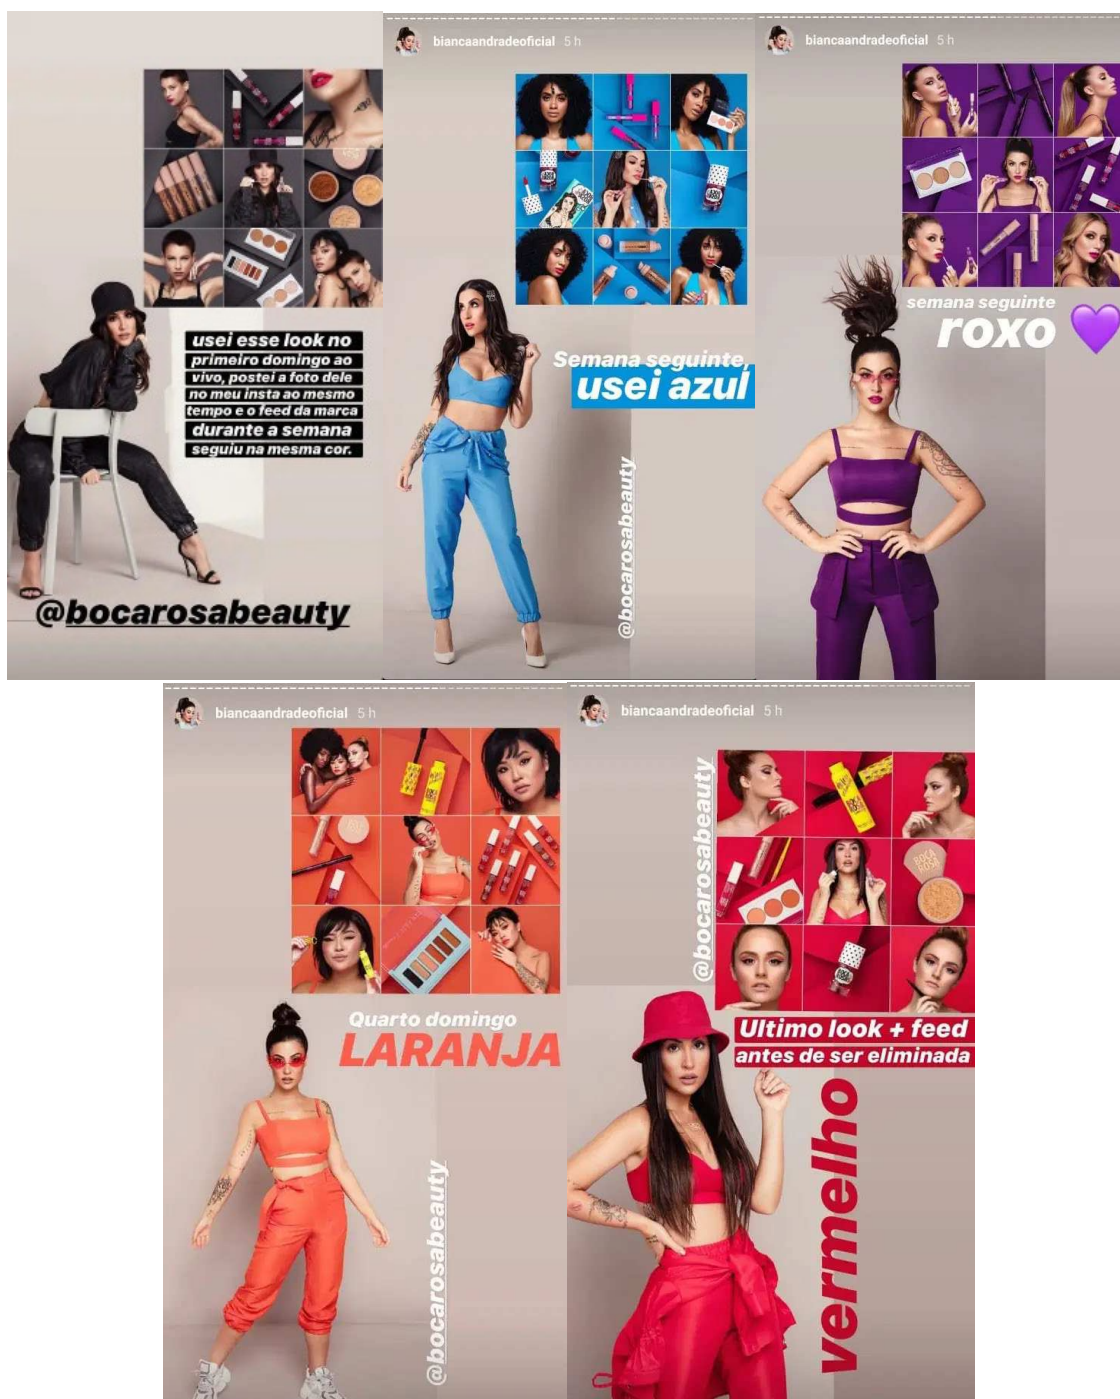 usei esse look no
primeiro domingo ao
vivo, postei a foto dele
no meu insta ao mesmo
tempo e o feed da marca
durante a semana
seguiu na mesma cor.
@bocarosabeauty
biancaandradeoficial 5 h
Semana seguinte,
usei azul
@bocarosabeauty
biancaandradeoficial 5 h
semana seguinte
roxo 💜
biancaandradeoficial 5 h
Quarto domingo
LARANJA
@bocarosabeauty
biancaandradeoficial 5 h
@bocarosabeauty
BOCA
ROSA
Ultimo look + feed
antes de ser eliminada
vermelho